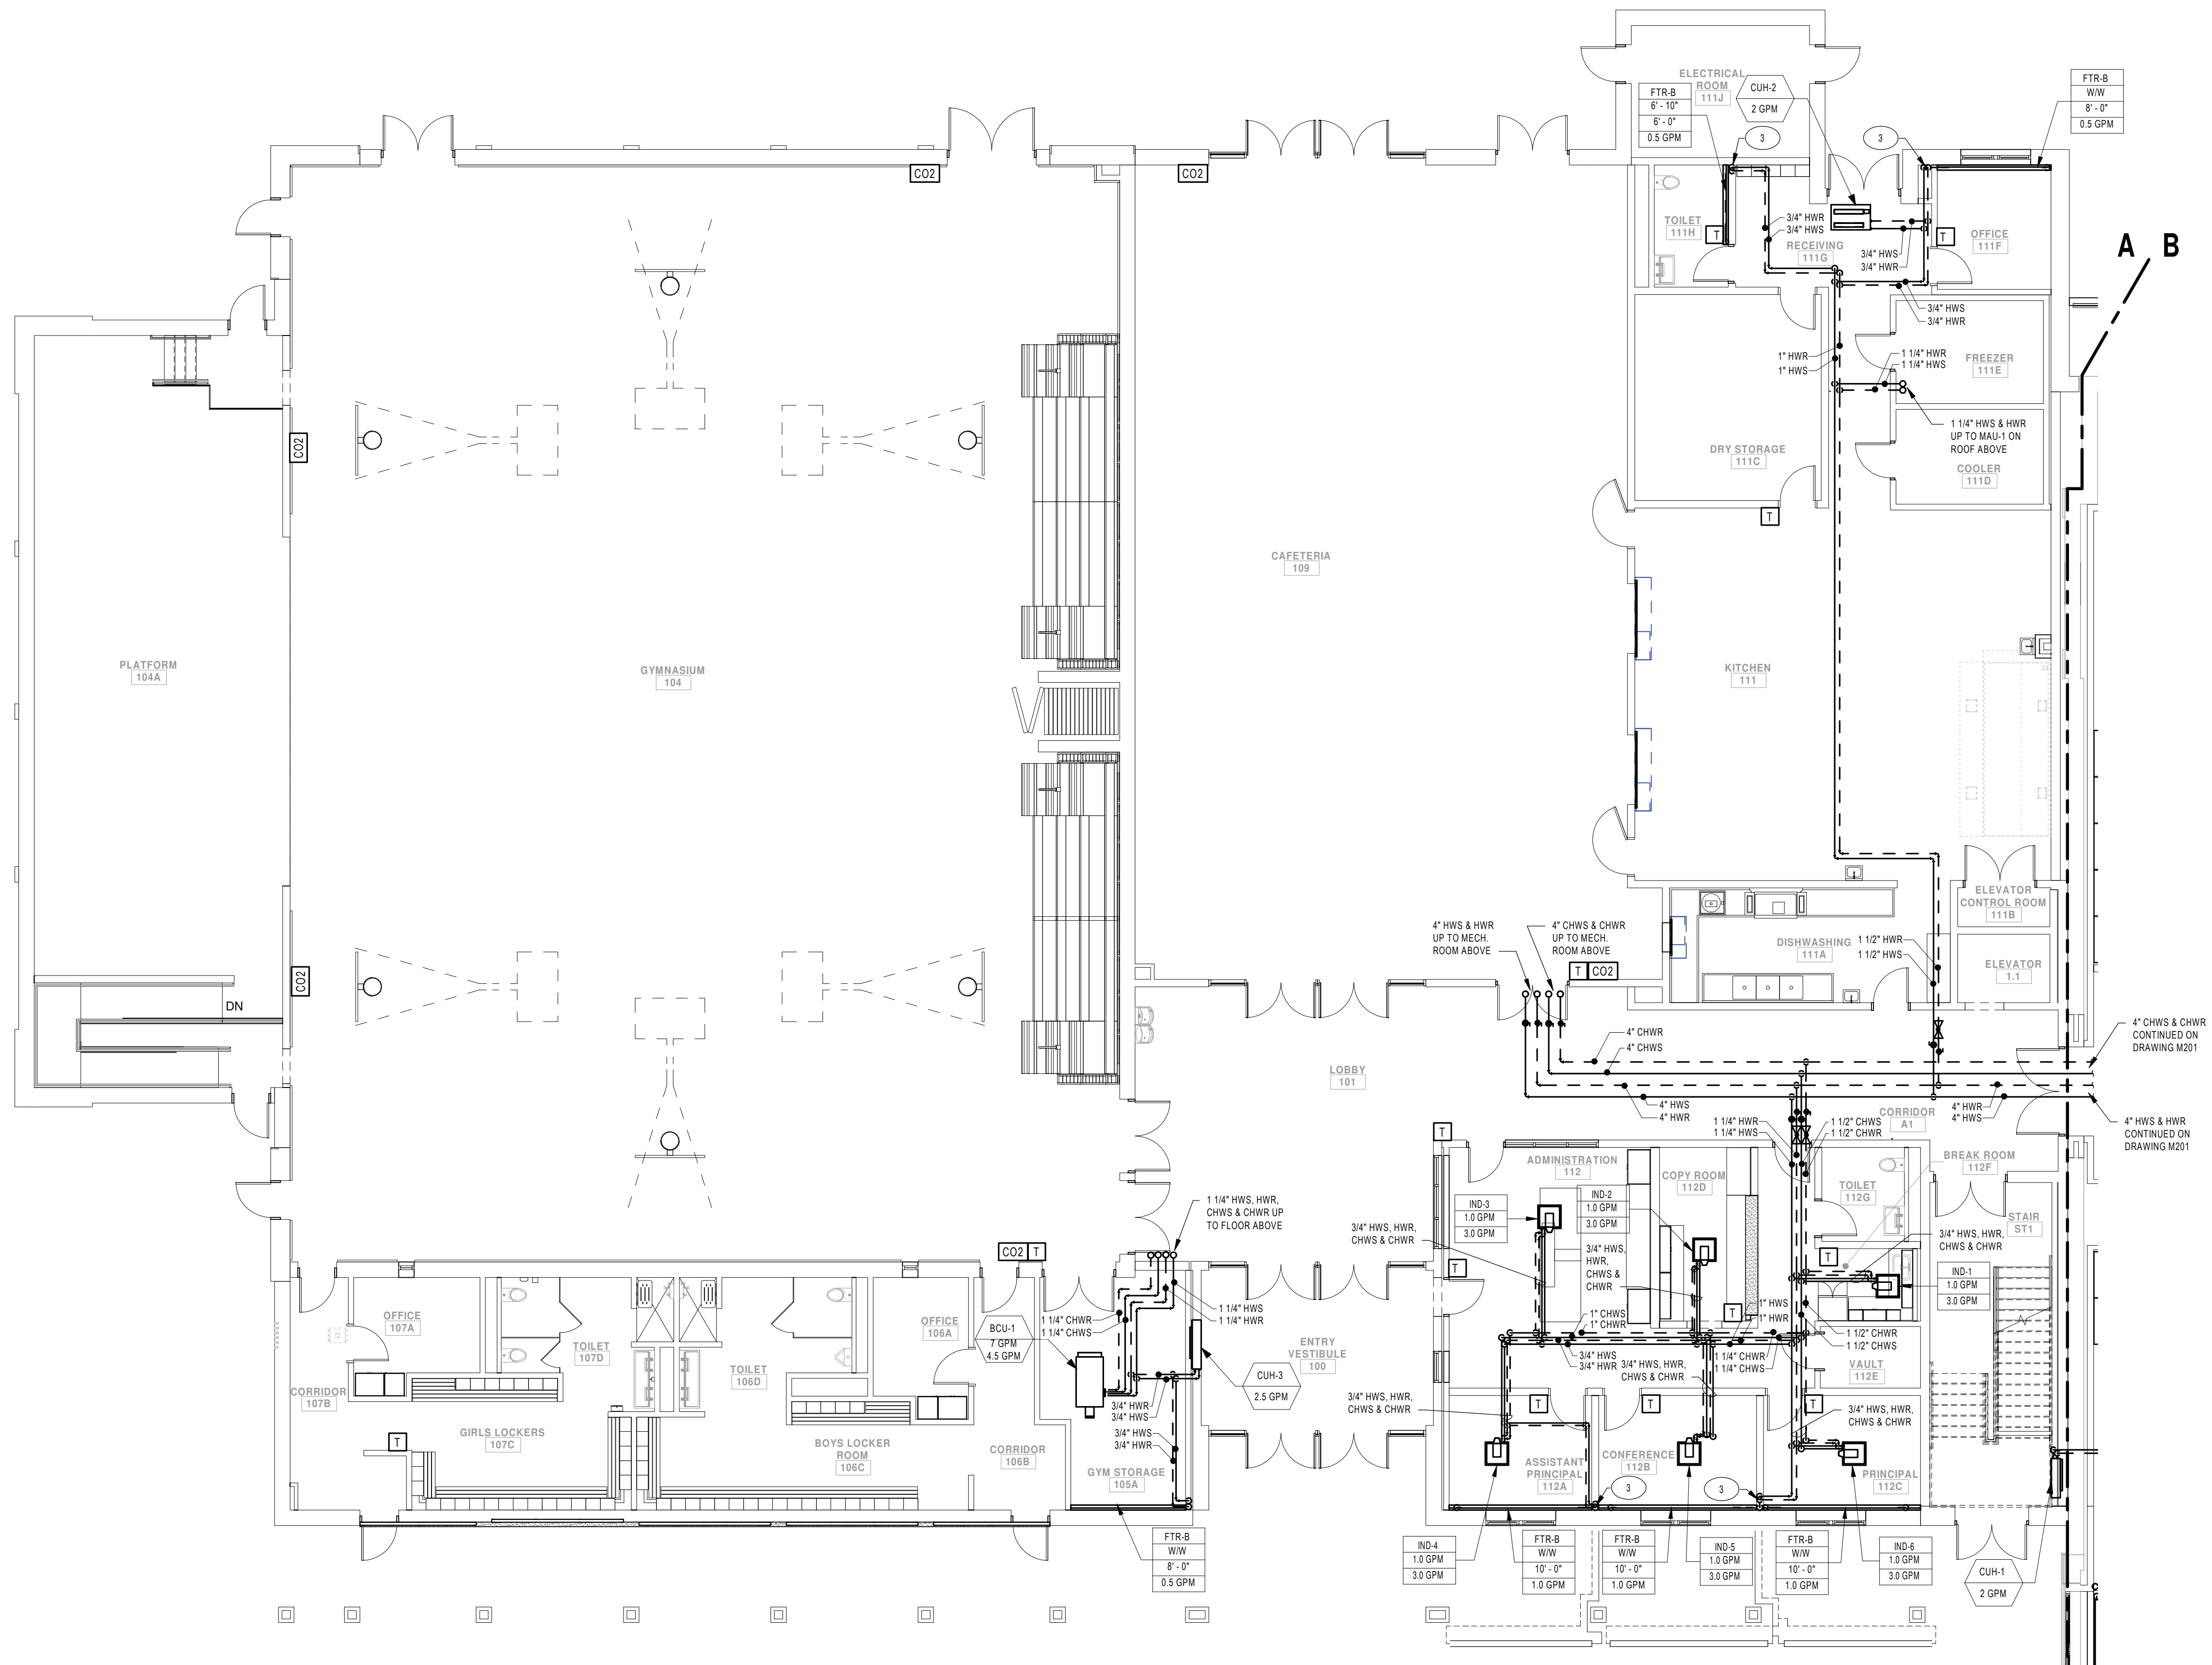 ELECTRICAL
ROOM
111J
CUH-2
2 GPM
FTR-B
6' - 10"
6' - 0"
0.5 GPM
FTR-B
W/W
8' - 0"
0.5 GPM
3
3
CO2
CO2
TOILET
111H
T
3/4" HWR
3/4" HWS
RECEIVING
111G
3/4" HWS
3/4" HWR
T
OFFICE
111F
A B
3/4" HWS
3/4" HWR
1" HWR
1" HWS
1 1/4" HWR
1 1/4" HWS
FREEZER
111E
1 1/4" HWS & HWR
UP TO MAU-1 ON
ROOF ABOVE
DRY STORAGE
111C
COOLER
111D
T
CO2
CAFETERIA
109
PLATFORM
104A
GYMNASIUM
104
KITCHEN
111
ELEVATOR
CONTROL ROOM
111B
4" HWS & HWR
UP TO MECH.
ROOM ABOVE
4" CHWS & CHWR
UP TO MECH.
ROOM ABOVE
DISHWASHING
111A
1 1/2" HWR
1 1/2" HWS
ELEVATOR
1.1
T CO2
CO2
DN
4" CHWR
4" CHWS
4" CHWS & CHWR
CONTINUED ON
DRAWING M201
LOBBY
101
4" HWS
4" HWR
4" HWR
4" HWS
CORRIDOR
A1
4" HWS & HWR
CONTINUED ON
DRAWING M201
1 1/4" HWR
1 1/4" HWS
1 1/2" CHWS
1 1/2" CHWR
T
ADMINISTRATION
112
COPY ROOM
112D
BREAK ROOM
112F
TOILET
112G
STAIR
ST1
IND-3
1.0 GPM
3.0 GPM
IND-2
1.0 GPM
3.0 GPM
1 1/4" HWS, HWR,
CHWS & CHWR UP
TO FLOOR ABOVE
3/4" HWS, HWR,
CHWS & CHWR
3/4" HWS,
HWR,
CHWS &
CHWR
3/4" HWS, HWR,
CHWS & CHWR
CO2 T
T
T
IND-1
1.0 GPM
3.0 GPM
OFFICE
107A
OFFICE
106A
BCU-1
7 GPM
4.5 GPM
1 1/4" CHWR
1 1/4" CHWS
1 1/4" HWS
1 1/4" HWR
1" CHWS
1" CHWR
T
1" HWS
1" HWR
1 1/2" CHWR
1 1/2" CHWS
TOILET
107D
TOILET
106D
ENTRY
VESTIBULE
100
3/4" HWS
3/4" HWR
3/4" HWS, HWR,
CHWS & CHWR
1 1/4" CHWR
1 1/4" CHWS
VAULT
112E
CUH-3
2.5 GPM
CORRIDOR
107B
3/4" HWR
3/4" HWS
3/4" HWS, HWR,
CHWS & CHWR
T
T
T
3/4" HWS, HWR,
CHWS & CHWR
GIRLS LOCKERS
107C
T
BOYS LOCKER
ROOM
106C
CORRIDOR
106B
3/4" HWS
3/4" HWR
GYM STORAGE
105A
ASSISTANT
PRINCIPAL
112A
CONFERENCE
112B
PRINCIPAL
112C
3
3
FTR-B
W/W
8' - 0"
0.5 GPM
IND-4
1.0 GPM
3.0 GPM
FTR-B
W/W
10' - 0"
1.0 GPM
FTR-B
W/W
10' - 0"
1.0 GPM
IND-5
1.0 GPM
3.0 GPM
FTR-B
W/W
10' - 0"
1.0 GPM
IND-6
1.0 GPM
3.0 GPM
CUH-1
2 GPM